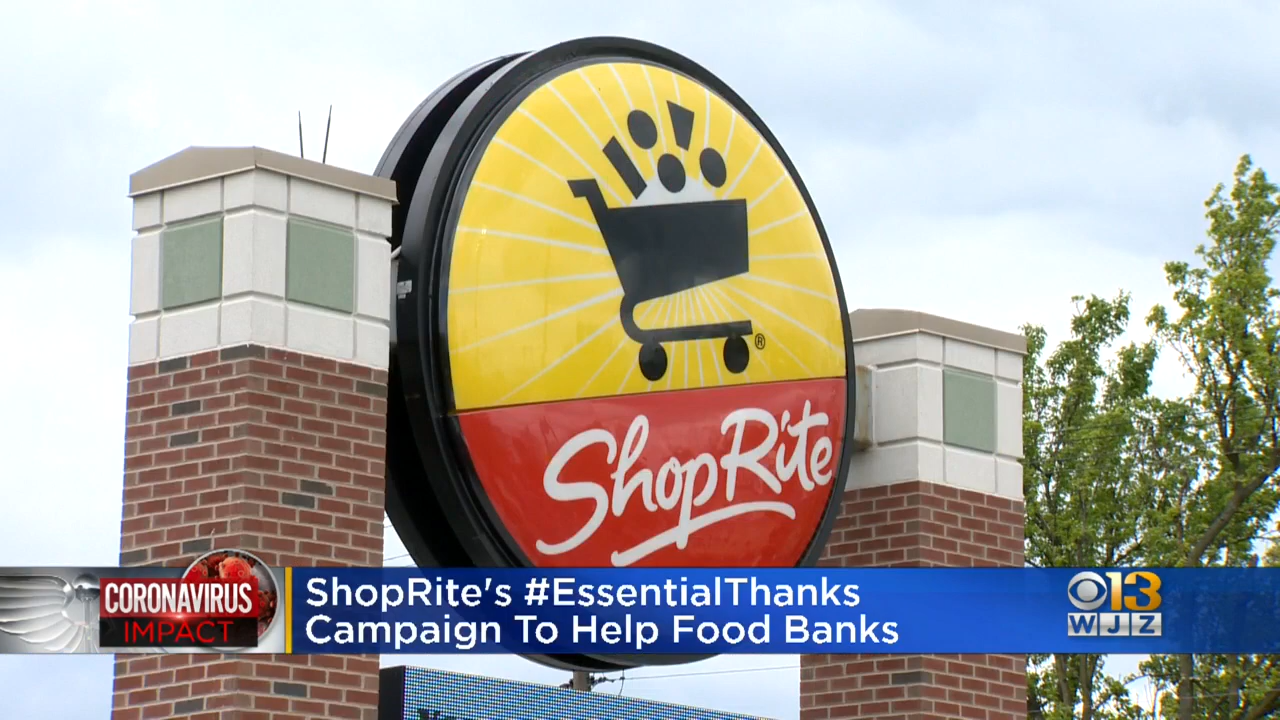 ®
ShopRite
CORONAVIRUS
IMPACT
ShopRite's #EssentialThanks
Campaign To Help Food Banks
13
WJZ